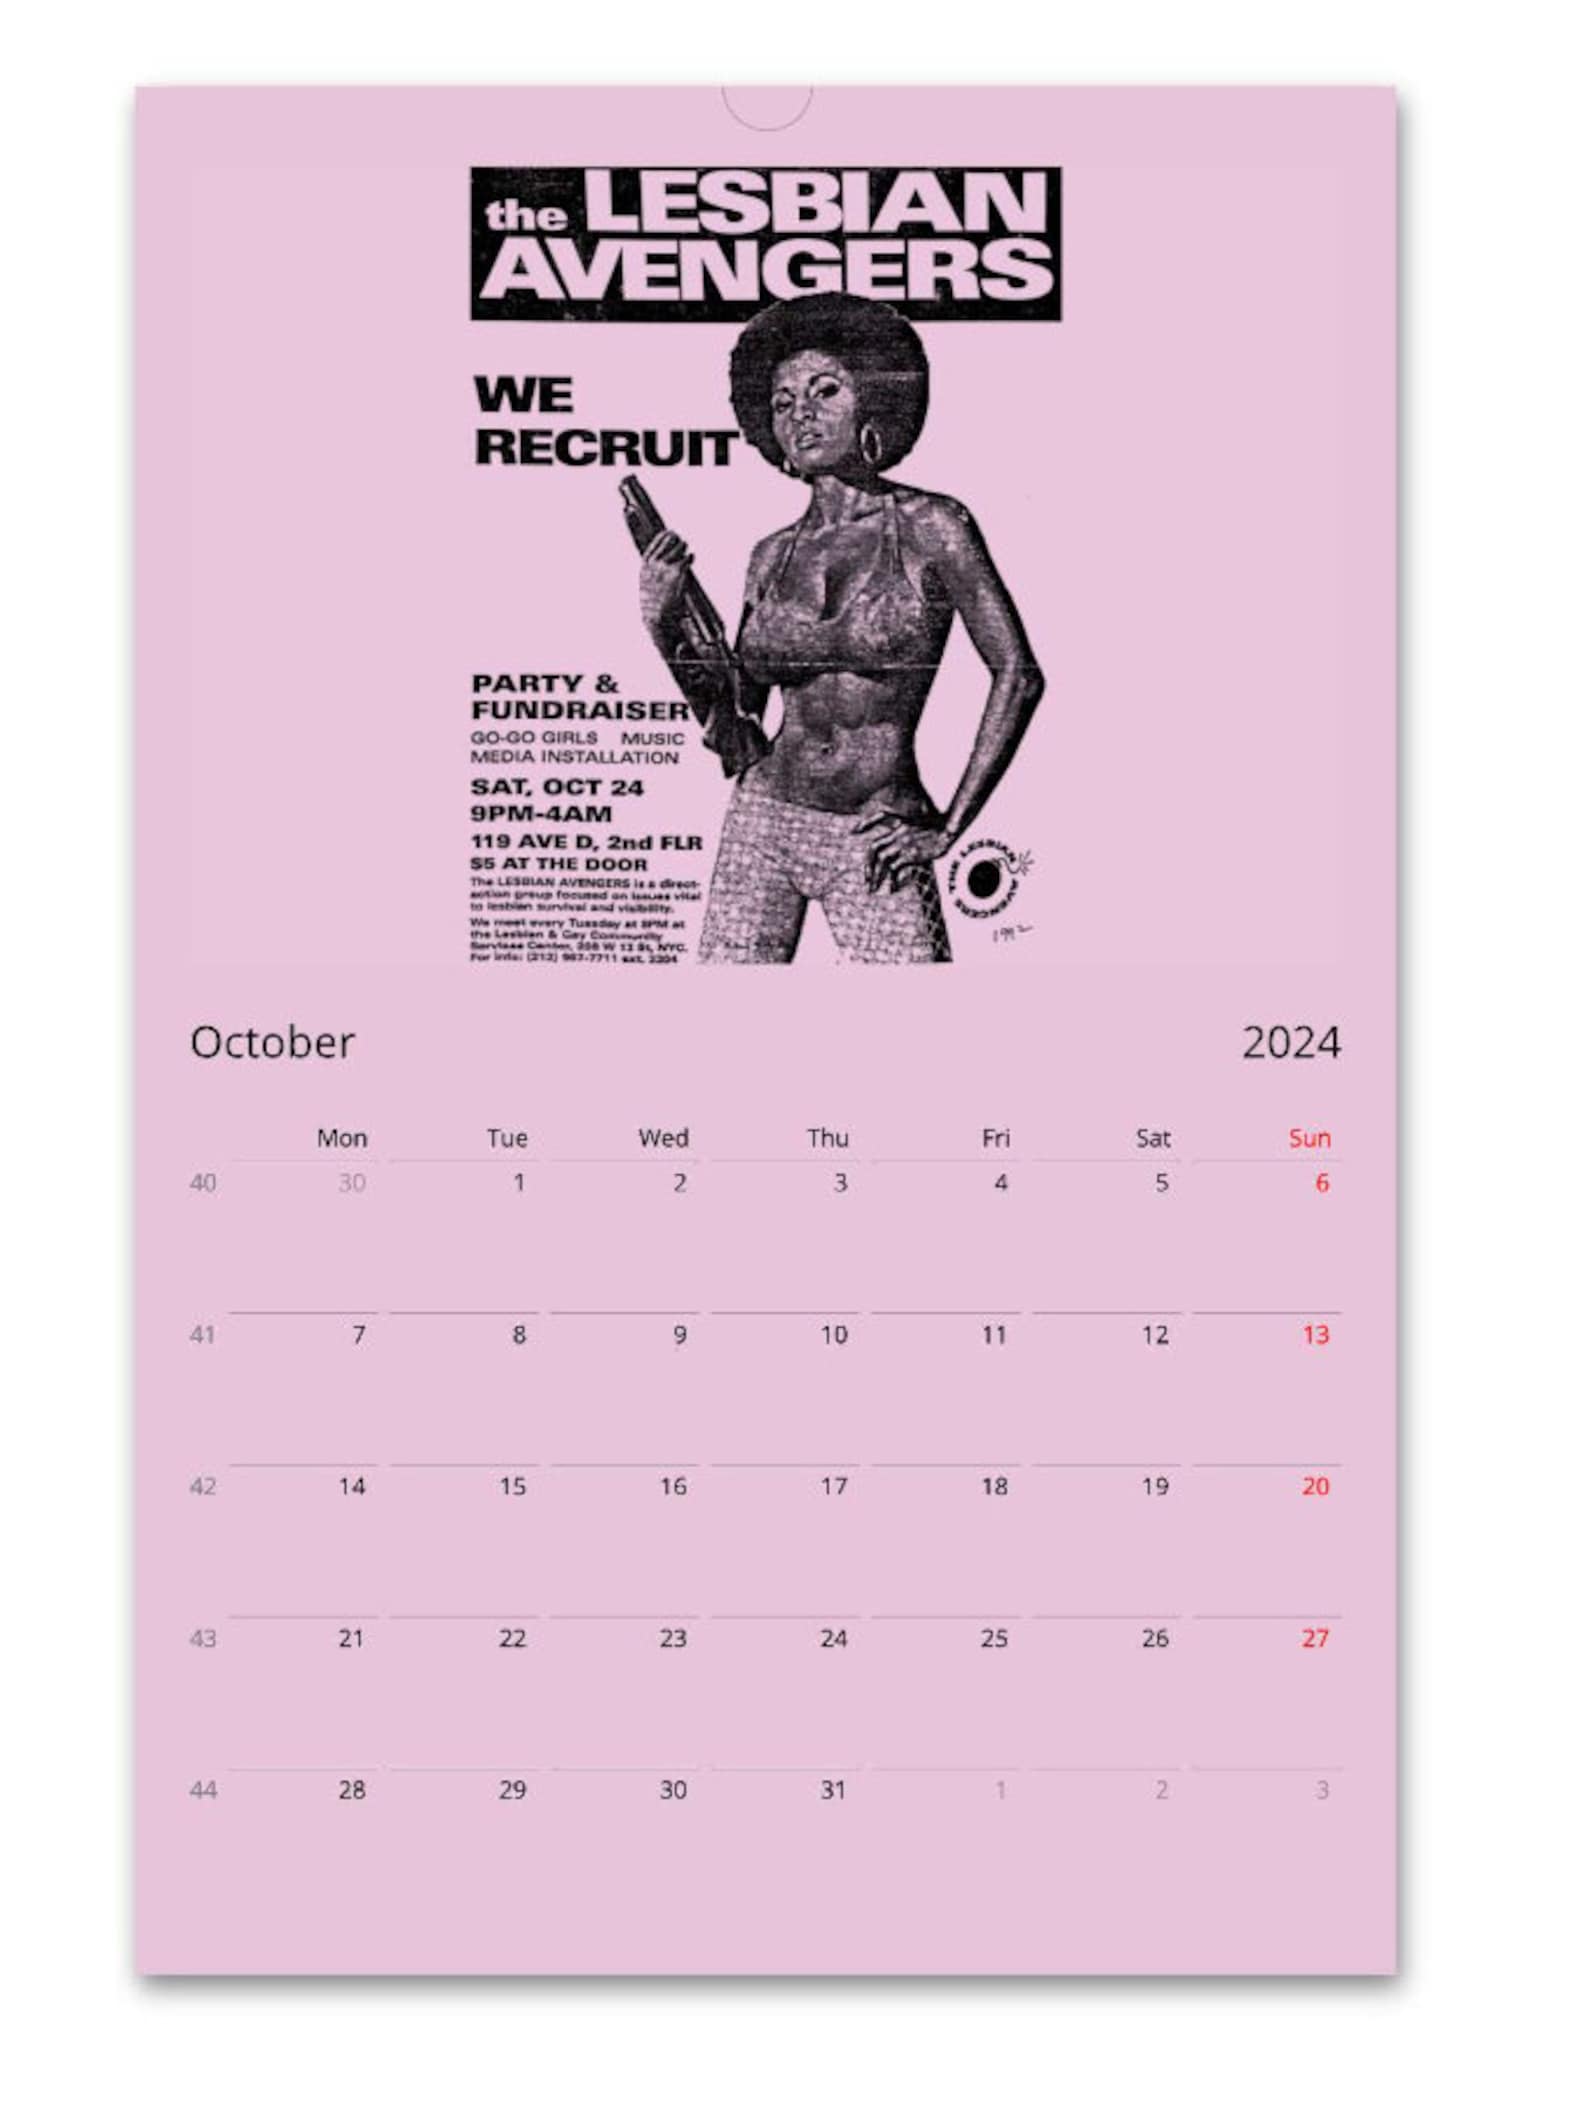 the LESBIAN
AVENGERS
WE
RECRUIT
PARTY &
FUNDRAISER
GO-GO GIRLS MUSIC
MEDIA INSTALLATION
SAT, OCT 24
9PM-4AM
119 AVE D, 2nd FLR
$5 AT THE DOOR
The LESBIAN AVENGERS is a direct-
action group focused on issues vital
to lesbian survival and visibility.
We meet every Tuesday at 8PM at
the Lesbian & Gay Community
Services Center, 208 W 13 St, NYC.
For info: (212) 967-7711 ext. 3204
THE LESBIAN AVENGERS
1992
October 2024
Mon Tue Wed Thu Fri Sat Sun
40 30 1 2 3 4 5 6
41 7 8 9 10 11 12 13
42 14 15 16 17 18 19 20
43 21 22 23 24 25 26 27
44 28 29 30 31 1 2 3